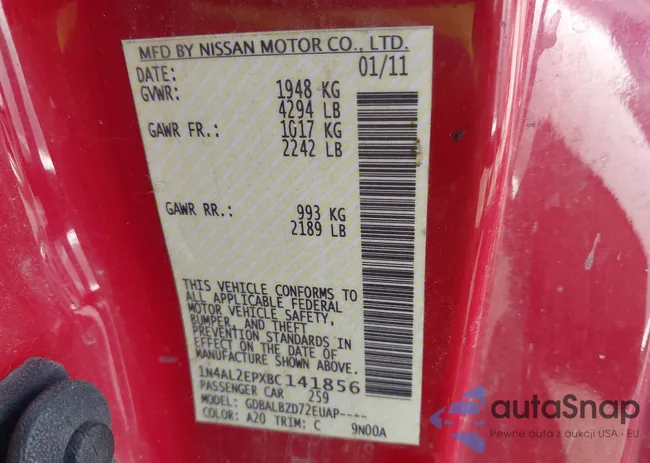 MFD BY NISSAN MOTOR CO., LTD.
DATE: 01/11
GVWR: 1948 KG
4294 LB
GAWR FR.: 1017 KG
2242 LB
GAWR RR.: 993 KG
2189 LB
THIS VEHICLE CONFORMS TO
ALL APPLICABLE FEDERAL
MOTOR VEHICLE SAFETY,
BUMPER, AND THEFT
PREVENTION STANDARDS IN
EFFECT ON THE DATE OF
MANUFACTURE SHOWN ABOVE.
1N4AL2EPXBC141856
PASSENGER CAR 259
MODEL: GDBALBZD72EUAP----
COLOR: A20 TRIM: C 9N00A
autoSnap
Pewne auta z aukcji USA i EU